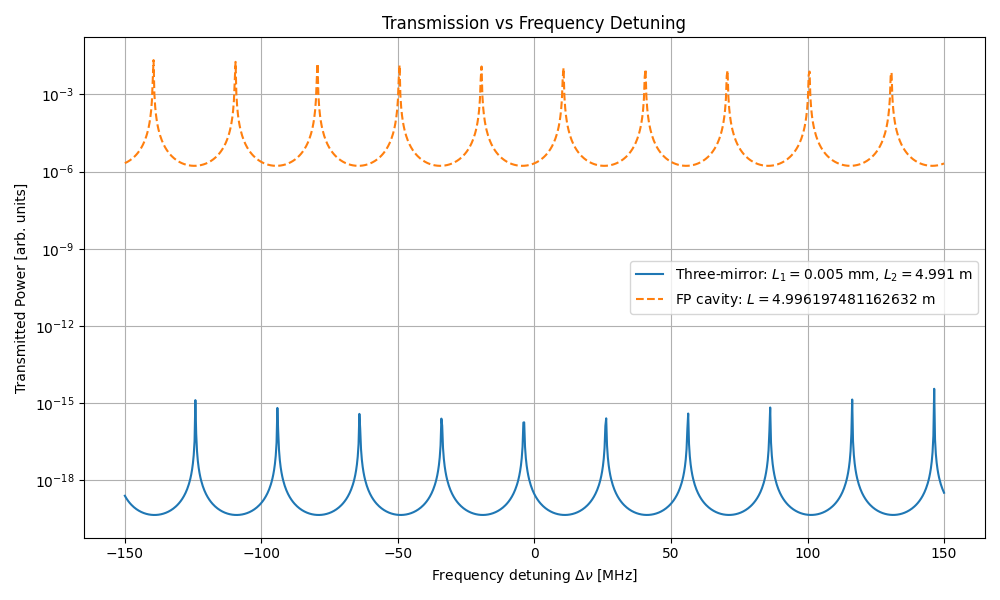 Transmission vs Frequency Detuning
Transmitted Power [arb. units]
10⁻³
10⁻⁶
10⁻⁹
10⁻¹²
10⁻¹⁵
10⁻¹⁸
Three-mirror: L₁ = 0.005 mm, L₂ = 4.991 m
FP cavity: L = 4.996197481162632 m
−150
−100
−50
0
50
100
150
Frequency detuning Δν [MHz]